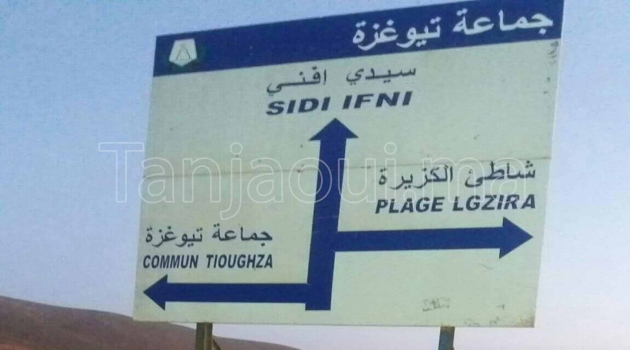 جماعة تيوغزة
سيدي افني
SIDI IFNI
شاطئ الكزيرة
PLAGE LGZIRA
جماعة تيوغزة
COMMUN TIOUGHZA
Tanjaoui.ma